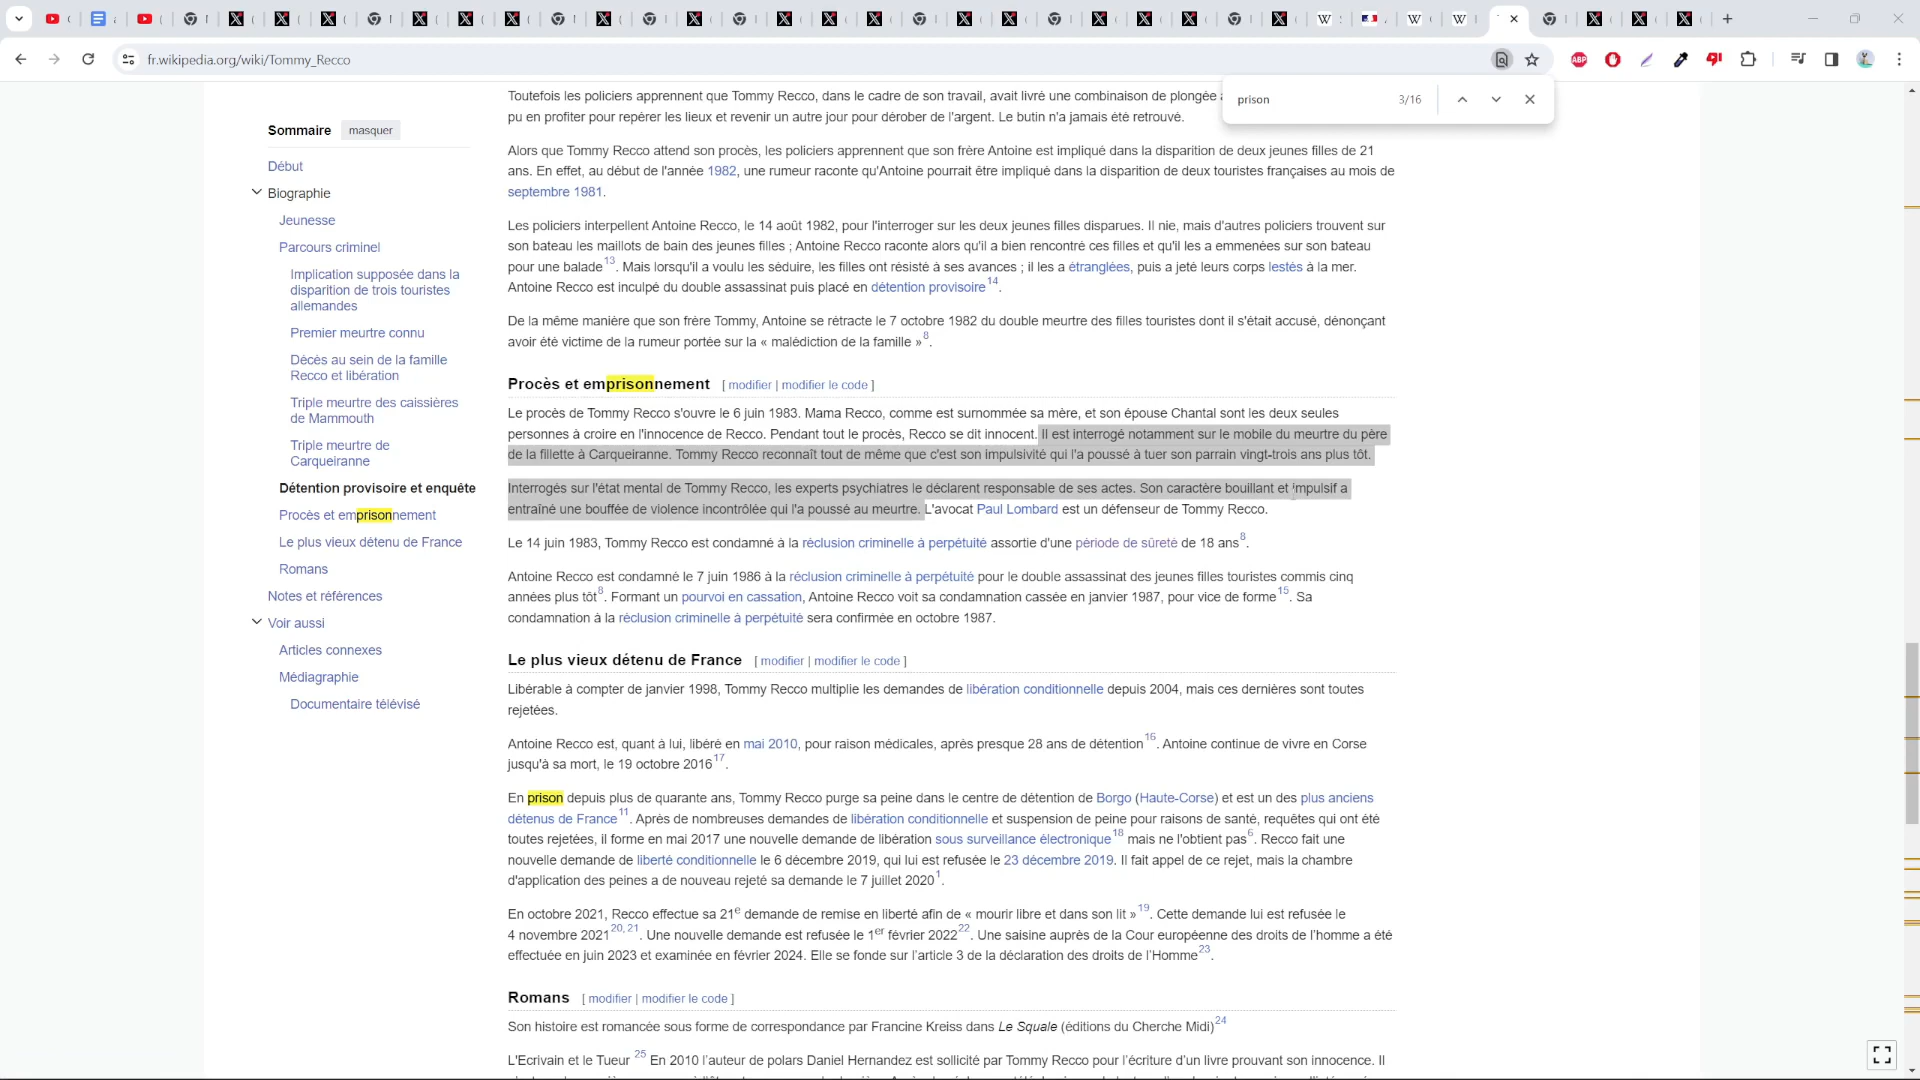 fr.wikipedia.org/wiki/Tommy_Recco
prison 3/16
Sommaire masquer
Début
Biographie
Jeunesse
Parcours criminel
Implication supposée dans la
disparition de trois touristes
allemandes
Premier meurtre connu
Décès au sein de la famille
Recco et libération
Triple meurtre des caissières
de Mammouth
Triple meurtre de
Carqueiranne
Détention provisoire et enquête
Procès et emprisonnement
Le plus vieux détenu de France
Romans
Notes et références
Voir aussi
Articles connexes
Médiagraphie
Documentaire télévisé
Toutefois les policiers apprennent que Tommy Recco, dans le cadre de son travail, avait livré une combinaison de plongée
pu en profiter pour repérer les lieux et revenir un autre jour pour dérober de l'argent. Le butin n'a jamais été retrouvé.
Alors que Tommy Recco attend son procès, les policiers apprennent que son frère Antoine est impliqué dans la disparition de deux jeunes filles de 21
ans. En effet, au début de l'année 1982, une rumeur raconte qu'Antoine pourrait être impliqué dans la disparition de deux touristes françaises au mois de
septembre 1981.
Les policiers interpellent Antoine Recco, le 14 août 1982, pour l'interroger sur les deux jeunes filles disparues. Il nie, mais d'autres policiers trouvent sur
son bateau les maillots de bain des jeunes filles ; Antoine Recco raconte alors qu'il a bien rencontré ces filles et qu'il les a emmenées sur son bateau
pour une balade13. Mais lorsqu'il a voulu les séduire, les filles ont résisté à ses avances ; il les a étranglées, puis a jeté leurs corps lestés à la mer.
Antoine Recco est inculpé du double assassinat puis placé en détention provisoire14.
De la même manière que son frère Tommy, Antoine se rétracte le 7 octobre 1982 du double meurtre des filles touristes dont il s'était accusé, dénonçant
avoir été victime de la rumeur portée sur la « malédiction de la famille »8.
Procès et emprisonnement [ modifier | modifier le code ]
Le procès de Tommy Recco s'ouvre le 6 juin 1983. Mama Recco, comme est surnommée sa mère, et son épouse Chantal sont les deux seules
personnes à croire en l'innocence de Recco. Pendant tout le procès, Recco se dit innocent. Il est interrogé notamment sur le mobile du meurtre du père
de la fillette à Carqueiranne. Tommy Recco reconnaît tout de même que c'est son impulsivité qui l'a poussé à tuer son parrain vingt-trois ans plus tôt.
Interrogés sur l'état mental de Tommy Recco, les experts psychiatres le déclarent responsable de ses actes. Son caractère bouillant et impulsif a
entraîné une bouffée de violence incontrôlée qui l'a poussé au meurtre. L'avocat Paul Lombard est un défenseur de Tommy Recco.
Le 14 juin 1983, Tommy Recco est condamné à la réclusion criminelle à perpétuité assortie d'une période de sûreté de 18 ans8.
Antoine Recco est condamné le 7 juin 1986 à la réclusion criminelle à perpétuité pour le double assassinat des jeunes filles touristes commis cinq
années plus tôt8. Formant un pourvoi en cassation, Antoine Recco voit sa condamnation cassée en janvier 1987, pour vice de forme15. Sa
condamnation à la réclusion criminelle à perpétuité sera confirmée en octobre 1987.
Le plus vieux détenu de France [ modifier | modifier le code ]
Libérable à compter de janvier 1998, Tommy Recco multiplie les demandes de libération conditionnelle depuis 2004, mais ces dernières sont toutes
rejetées.
Antoine Recco est, quant à lui, libéré en mai 2010, pour raison médicales, après presque 28 ans de détention16. Antoine continue de vivre en Corse
jusqu'à sa mort, le 19 octobre 201617.
En prison depuis plus de quarante ans, Tommy Recco purge sa peine dans le centre de détention de Borgo (Haute-Corse) et est un des plus anciens
détenus de France11. Après de nombreuses demandes de libération conditionnelle et suspension de peine pour raisons de santé, requêtes qui ont été
toutes rejetées, il forme en mai 2017 une nouvelle demande de libération sous surveillance électronique18 mais ne l'obtient pas6. Recco fait une
nouvelle demande de liberté conditionnelle le 6 décembre 2019, qui lui est refusée le 23 décembre 2019. Il fait appel de ce rejet, mais la chambre
d'application des peines a de nouveau rejeté sa demande le 7 juillet 20201.
En octobre 2021, Recco effectue sa 21e demande de remise en liberté afin de « mourir libre et dans son lit »19. Cette demande lui est refusée le
4 novembre 202120, 21. Une nouvelle demande est refusée le 1er février 202222. Une saisine auprès de la Cour européenne des droits de l'homme a été
effectuée en juin 2023 et examinée en février 2024. Elle se fonde sur l'article 3 de la déclaration des droits de l'Homme23.
Romans [ modifier | modifier le code ]
Son histoire est romancée sous forme de correspondance par Francine Kreiss dans Le Squale (éditions du Cherche Midi)24
L'Ecrivain et le Tueur 25 En 2010 l'auteur de polars Daniel Hernandez est sollicité par Tommy Recco pour l'écriture d'un livre prouvant son innocence. Il